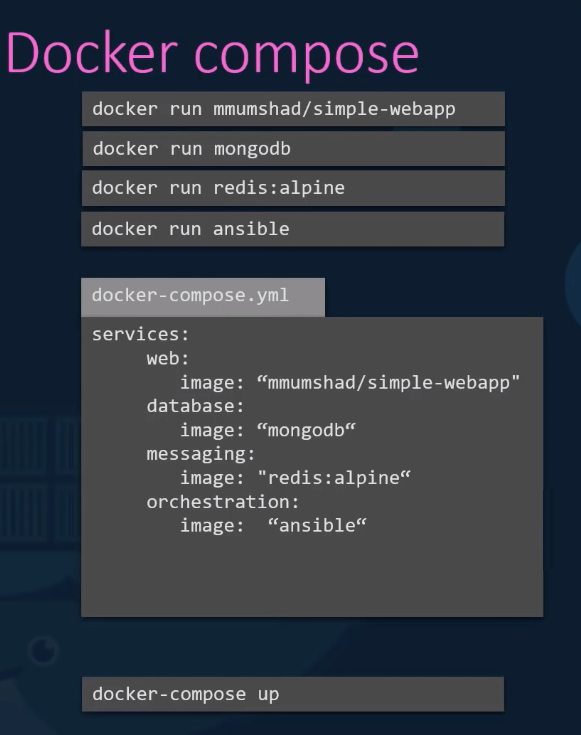 Docker compose
docker run mmumshad/simple-webapp
docker run mongodb
docker run redis:alpine
docker run ansible
docker-compose.yml
services:
web:
image: “mmumshad/simple-webapp"
database:
image: “mongodb“
messaging:
image: "redis:alpine“
orchestration:
image: “ansible“
docker-compose up